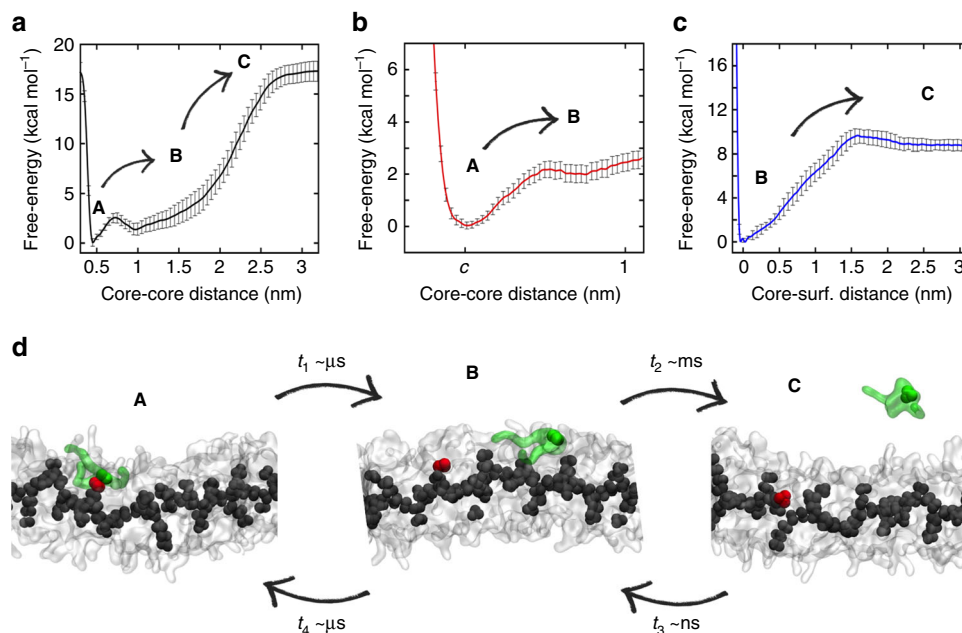 a
Free-energy (kcal mol⁻¹)
20
15
10
5
0
A
B
C
0.5 1 1.5 2 2.5 3
Core-core distance (nm)
b
Free-energy (kcal mol⁻¹)
6
4
2
0
A
B
c 1
Core-core distance (nm)
c
Free-energy (kcal mol⁻¹)
16
12
8
4
0
B
C
0 0.5 1 1.5 2 2.5 3
Core-surf. distance (nm)
d
t₁ ~μs
t₂ ~ms
A
B
C
t₄ ~μs
t₃ ~ns